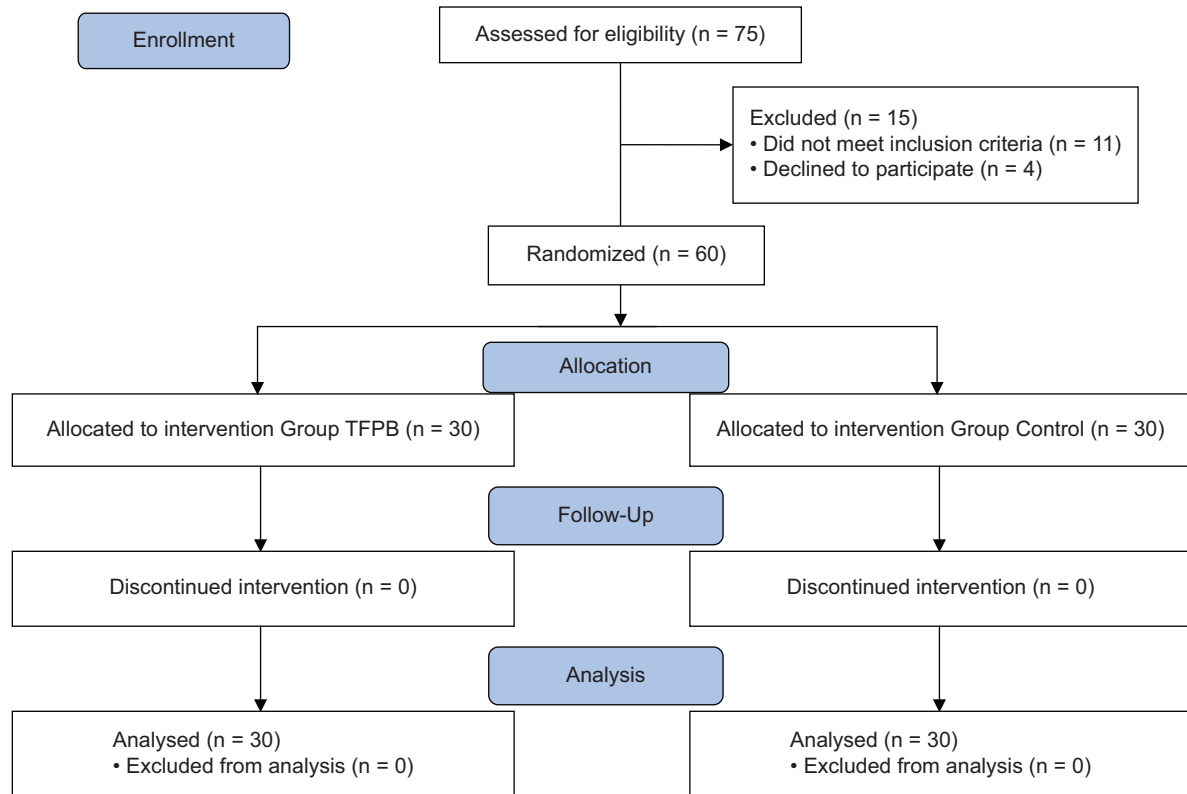 Enrollment
Assessed for eligibility (n = 75)
Excluded (n = 15)
• Did not meet inclusion criteria (n = 11)
• Declined to participate (n = 4)
Randomized (n = 60)
Allocation
Allocated to intervention Group TFPB (n = 30)
Allocated to intervention Group Control (n = 30)
Follow-Up
Discontinued intervention (n = 0)
Discontinued intervention (n = 0)
Analysis
Analysed (n = 30)
• Excluded from analysis (n = 0)
Analysed (n = 30)
• Excluded from analysis (n = 0)